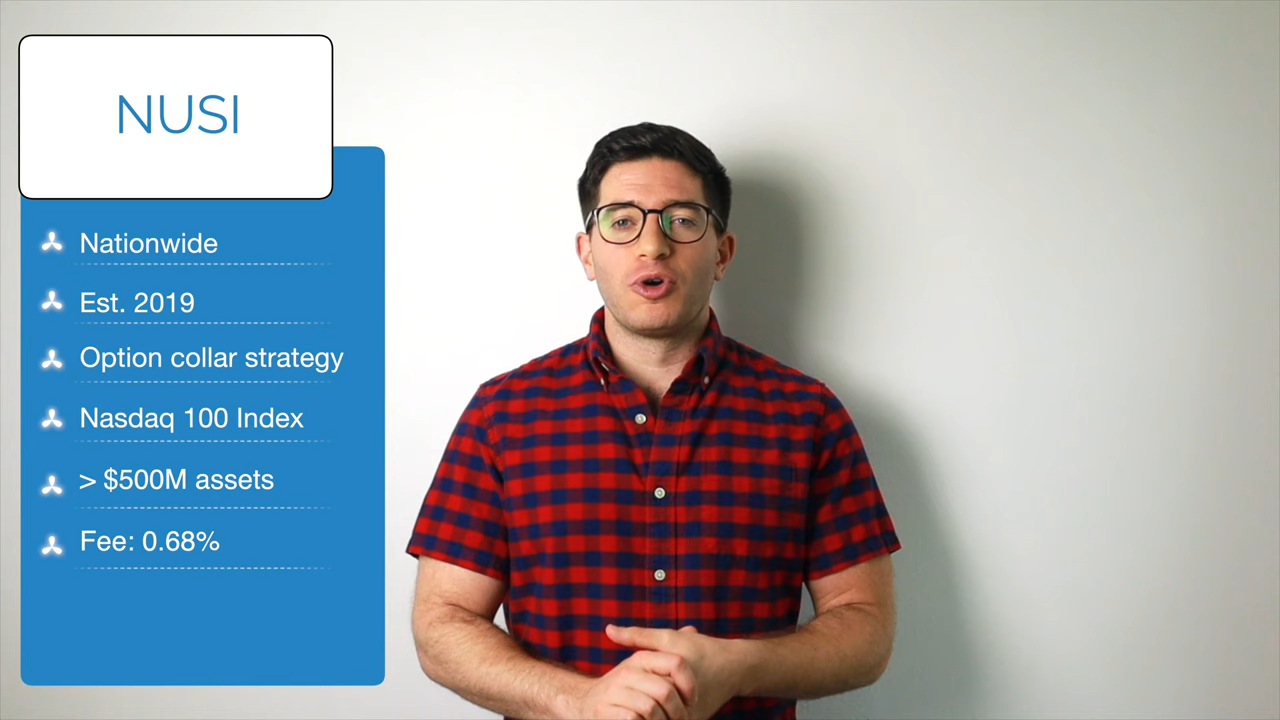 NUSI
Nationwide
Est. 2019
Option collar strategy
Nasdaq 100 Index
> $500M assets
Fee: 0.68%